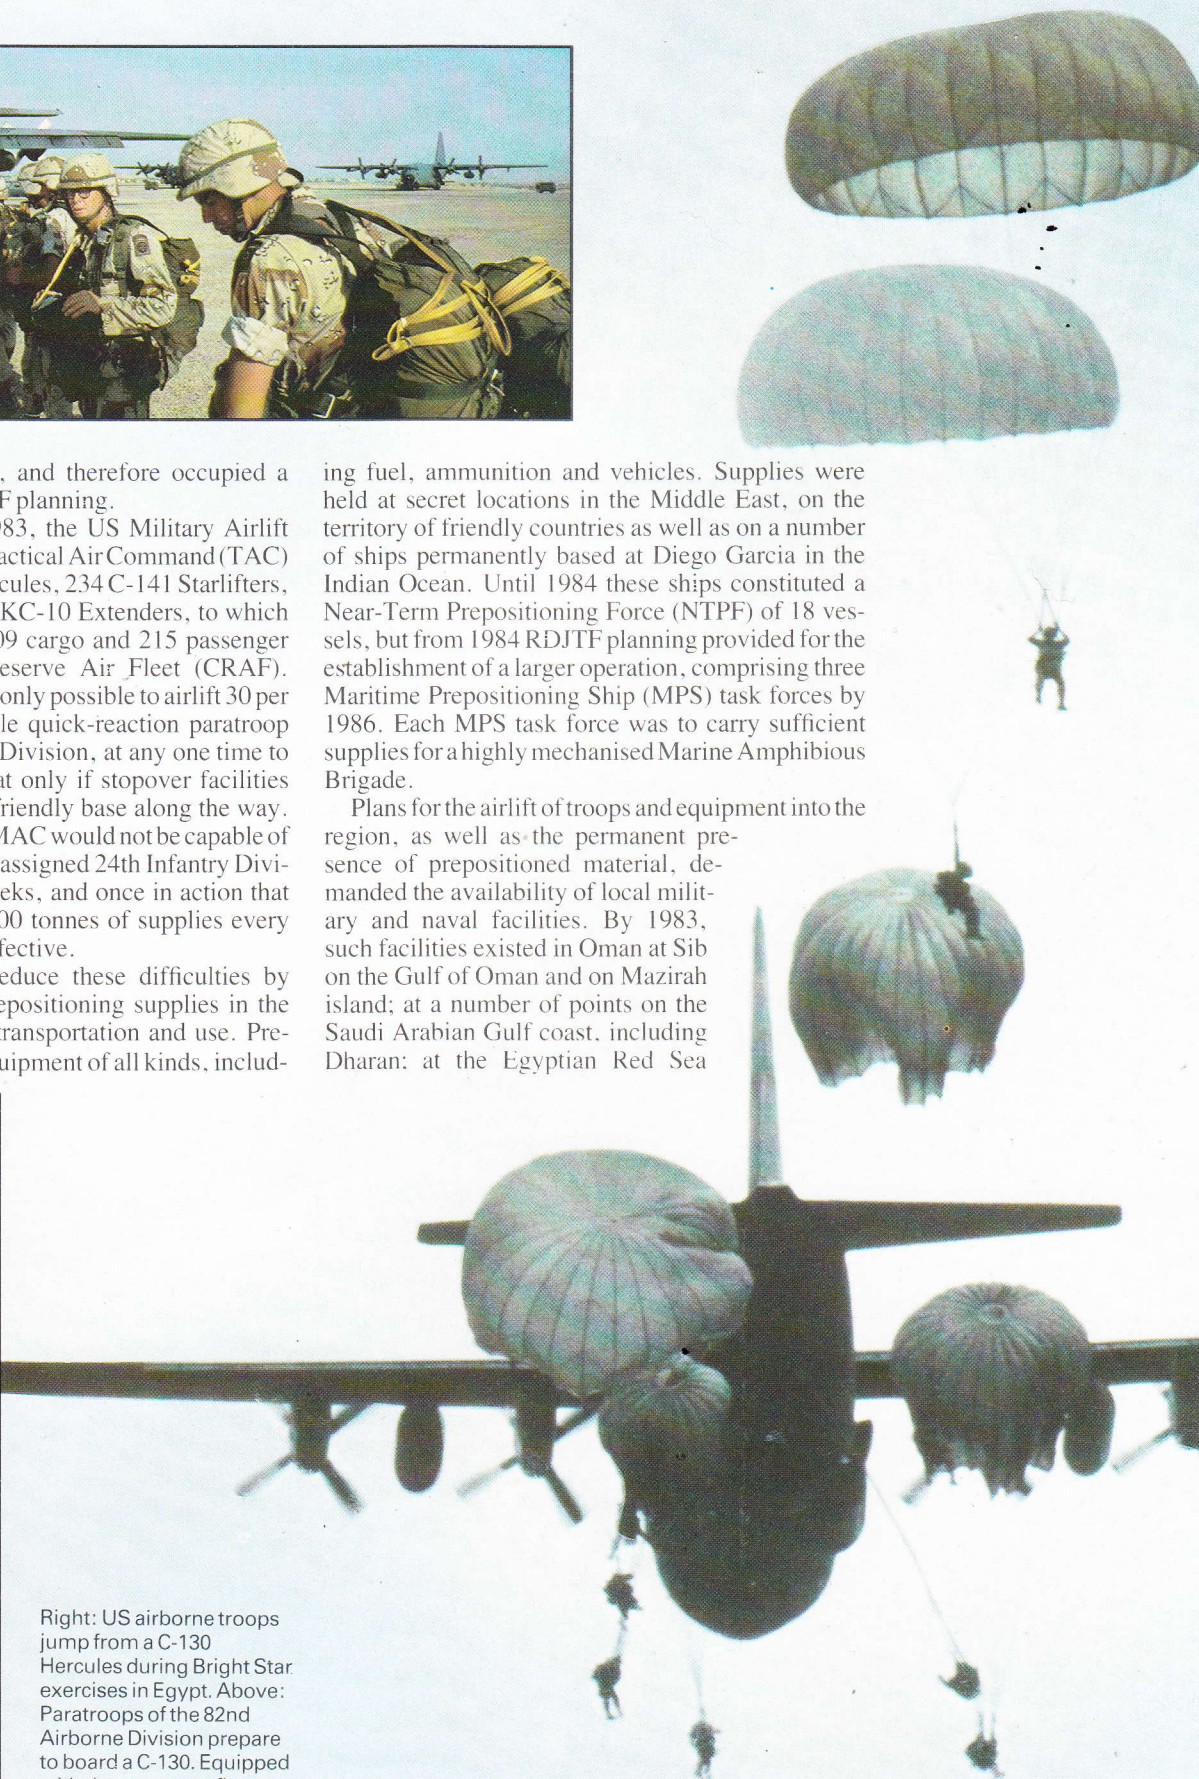 , and therefore occupied a
F planning.
983, the US Military Airlift
actical Air Command (TAC)
cules, 234 C-141 Starlifters,
KC-10 Extenders, to which
09 cargo and 215 passenger
eserve Air Fleet (CRAF).
only possible to airlift 30 per
le quick-reaction paratroop
Division, at any one time to
at only if stopover facilities
riendly base along the way.
MAC would not be capable of
assigned 24th Infantry Divi-
eks, and once in action that
00 tonnes of supplies every
ffective.
educe these difficulties by
epositioning supplies in the
transportation and use. Pre-
uipment of all kinds, includ-
ing fuel, ammunition and vehicles. Supplies were
held at secret locations in the Middle East, on the
territory of friendly countries as well as on a number
of ships permanently based at Diego Garcia in the
Indian Ocean. Until 1984 these ships constituted a
Near-Term Prepositioning Force (NTPF) of 18 ves-
sels, but from 1984 RDJTF planning provided for the
establishment of a larger operation, comprising three
Maritime Prepositioning Ship (MPS) task forces by
1986. Each MPS task force was to carry sufficient
supplies for a highly mechanised Marine Amphibious
Brigade.
Plans for the airlift of troops and equipment into the
region, as well as the permanent pre-
sence of prepositioned material, de-
manded the availability of local milit-
ary and naval facilities. By 1983,
such facilities existed in Oman at Sib
on the Gulf of Oman and on Mazirah
island; at a number of points on the
Saudi Arabian Gulf coast, including
Dharan; at the Egyptian Red Sea
Right: US airborne troops
jump from a C-130
Hercules during Bright Star
exercises in Egypt. Above:
Paratroops of the 82nd
Airborne Division prepare
to board a C-130. Equipped